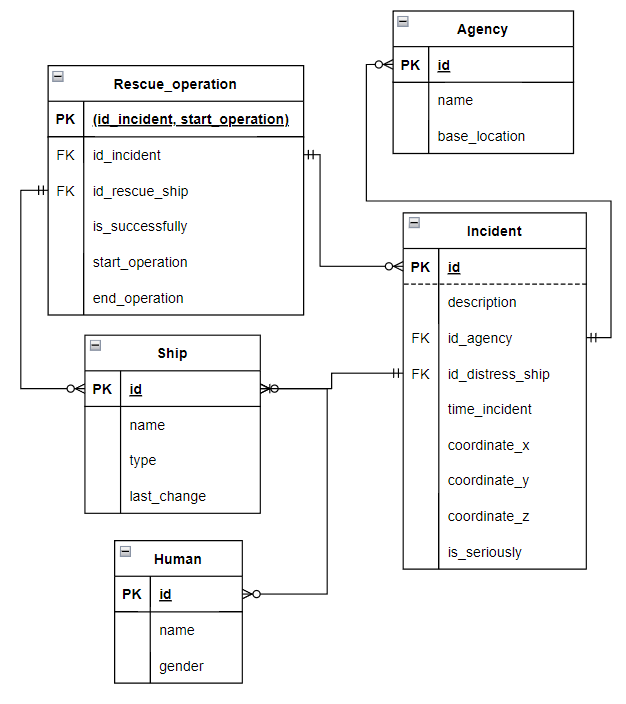 Agency
PK id
name
base_location
Rescue_operation
PK (id_incident, start_operation)
FK id_incident
FK id_rescue_ship
is_successfully
start_operation
end_operation
Incident
PK id
description
FK id_agency
FK id_distress_ship
time_incident
coordinate_x
coordinate_y
coordinate_z
is_seriously
Ship
PK id
name
type
last_change
Human
PK id
name
gender